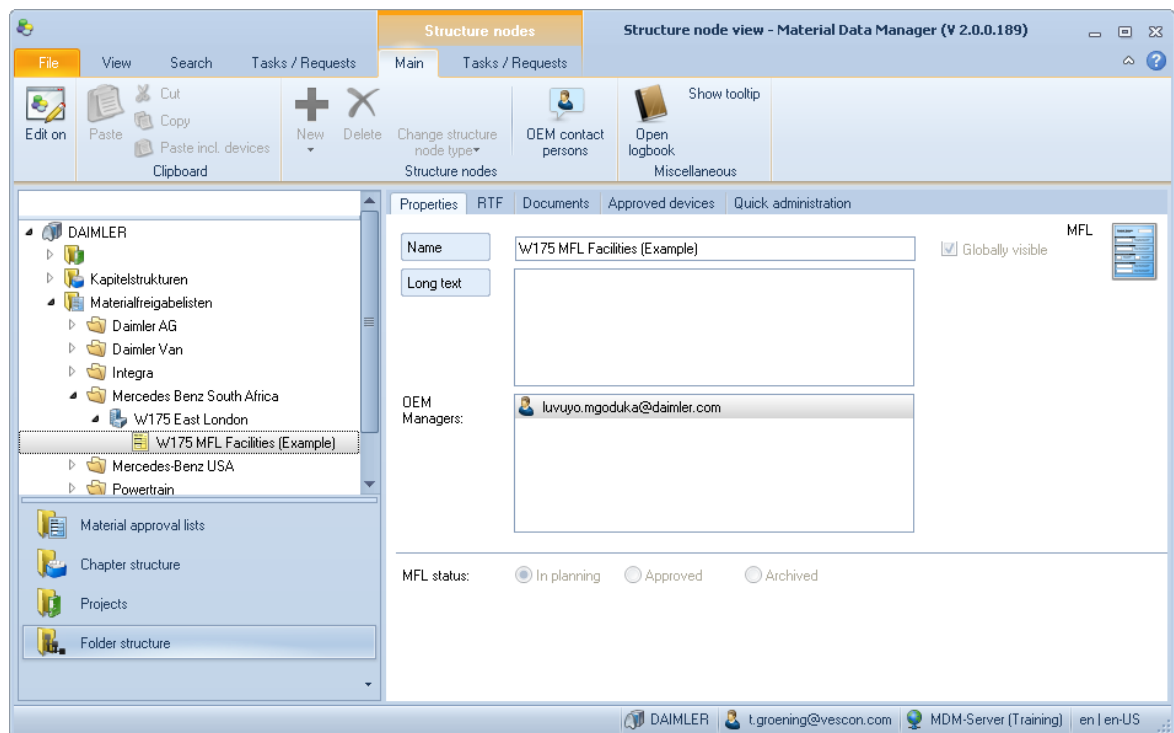 Structure nodes
Structure node view - Material Data Manager (V 2.0.0.189)
File View Search Tasks / Requests Main Tasks / Requests
Edit on
Paste
Cut
Copy
Paste incl. devices
Clipboard
New
Delete
Change structure
node type
Structure nodes
OEM contact
persons
Open
logbook
Show tooltip
Miscellaneous
DAIMLER
Kapitelstrukturen
Materialfreigabelisten
Daimler AG
Daimler Van
Integra
Mercedes Benz South Africa
W175 East London
W175 MFL Facilities (Example)
Mercedes-Benz USA
Powertrain
Material approval lists
Chapter structure
Projects
Folder structure
Properties RTF Documents Approved devices Quick administration
Name W175 MFL Facilities (Example) Globally visible MFL
Long text
OEM
Managers:
luvuyo.mgoduka@daimler.com
MFL status: In planning Approved Archived
DAIMLER t.groening@vescon.com MDM-Server (Training) en | en-US